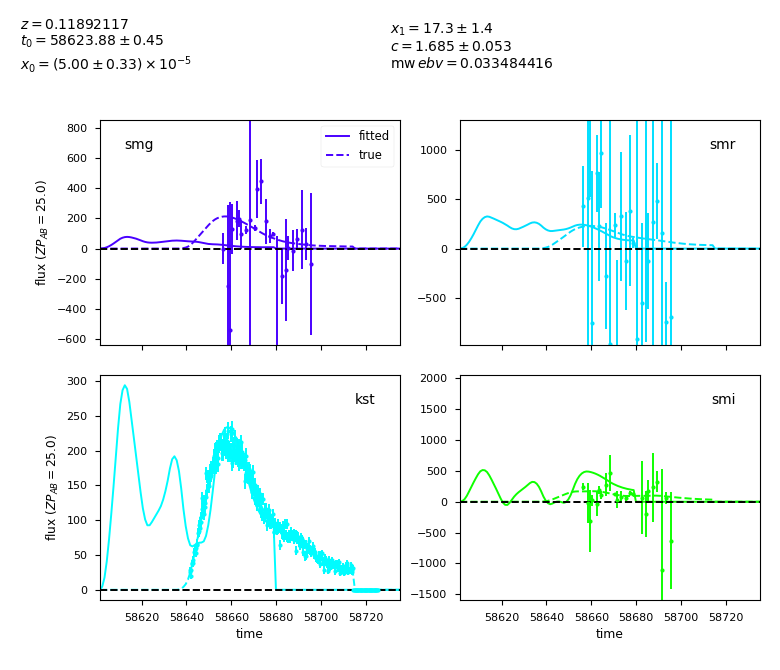 z = 0.11892117
t₀ = 58623.88 ± 0.45
x₀ = (5.00 ± 0.33) × 10⁻⁵
x₁ = 17.3 ± 1.4
c = 1.685 ± 0.053
mw ebv = 0.033484416
smg
fitted
true
800
600
400
200
0
−200
−400
−600
flux (ZP_AB = 25.0)
smr
1000
500
0
−500
kst
300
250
200
150
100
50
0
flux (ZP_AB = 25.0)
58620 58640 58660 58680 58700 58720
time
smi
2000
1500
1000
500
0
−500
−1000
−1500
58620 58640 58660 58680 58700 58720
time